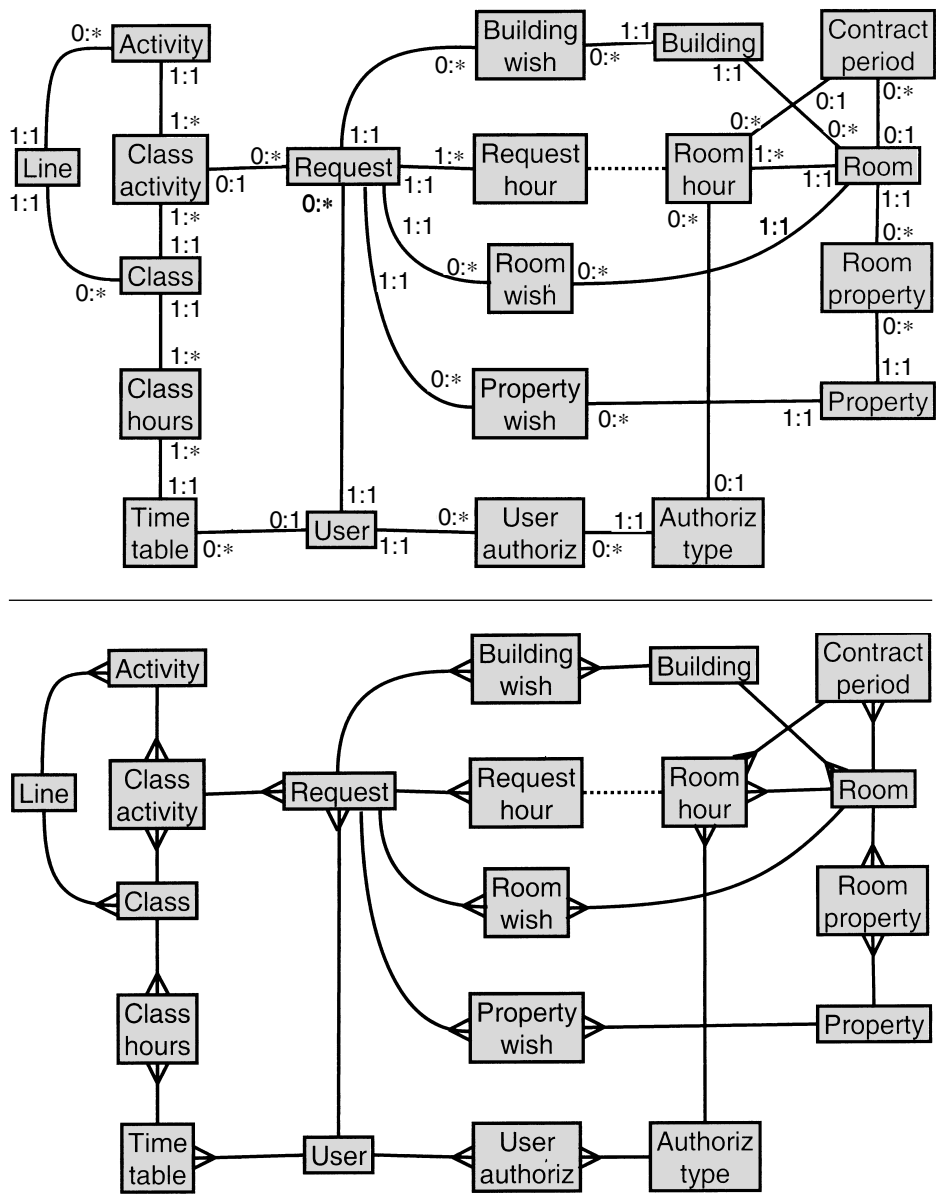 0:* Activity 1:1
Building
wish
0:* 0:*
1:1 Building 1:1
Contract
period
0:1 0:*
1:1 Line 1:1
1:*
Class
activity
0:1 0:*
1:1
Request 1:1
0:*
1:*
Request
hour
0:*
Room
hour
1:*
0:*
0:* 0:1
1:1 Room
1:1
1:*
1:1
0:* Class
1:1
1:1
1:1
0:*
Room
wish
0:*
1:1
0:*
Room
property
0:*
1:*
Class
hours
1:*
0:*
Property
wish
0:*
1:1
1:1
Property
1:1
Time
table
0:*
0:1
1:1
User
1:1
0:*
User
authoriz
0:*
1:1
0:1
Authoriz
type
Activity
Building
wish
Building
Contract
period
Line
Class
activity
Request
Request
hour
Room
hour
Room
Class
Room
wish
Room
property
Class
hours
Property
wish
Property
Time
table
User
User
authoriz
Authoriz
type